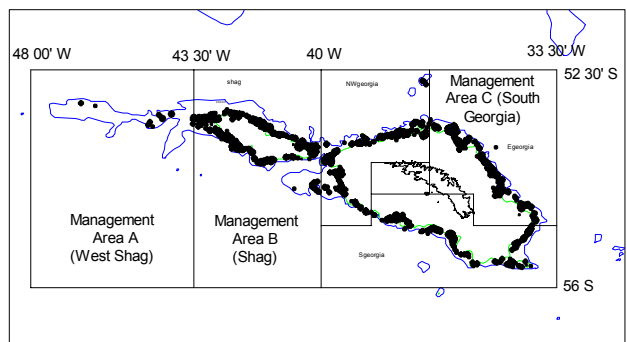 48 00' W
43 30' W
40 W
33 30' W
52 30' S
shag
NWgeorgia
Management
Area C (South
Georgia)
Egeorgia
Management
Area A
(West Shag)
Management
Area B
(Shag)
Sgeorgia
56 S